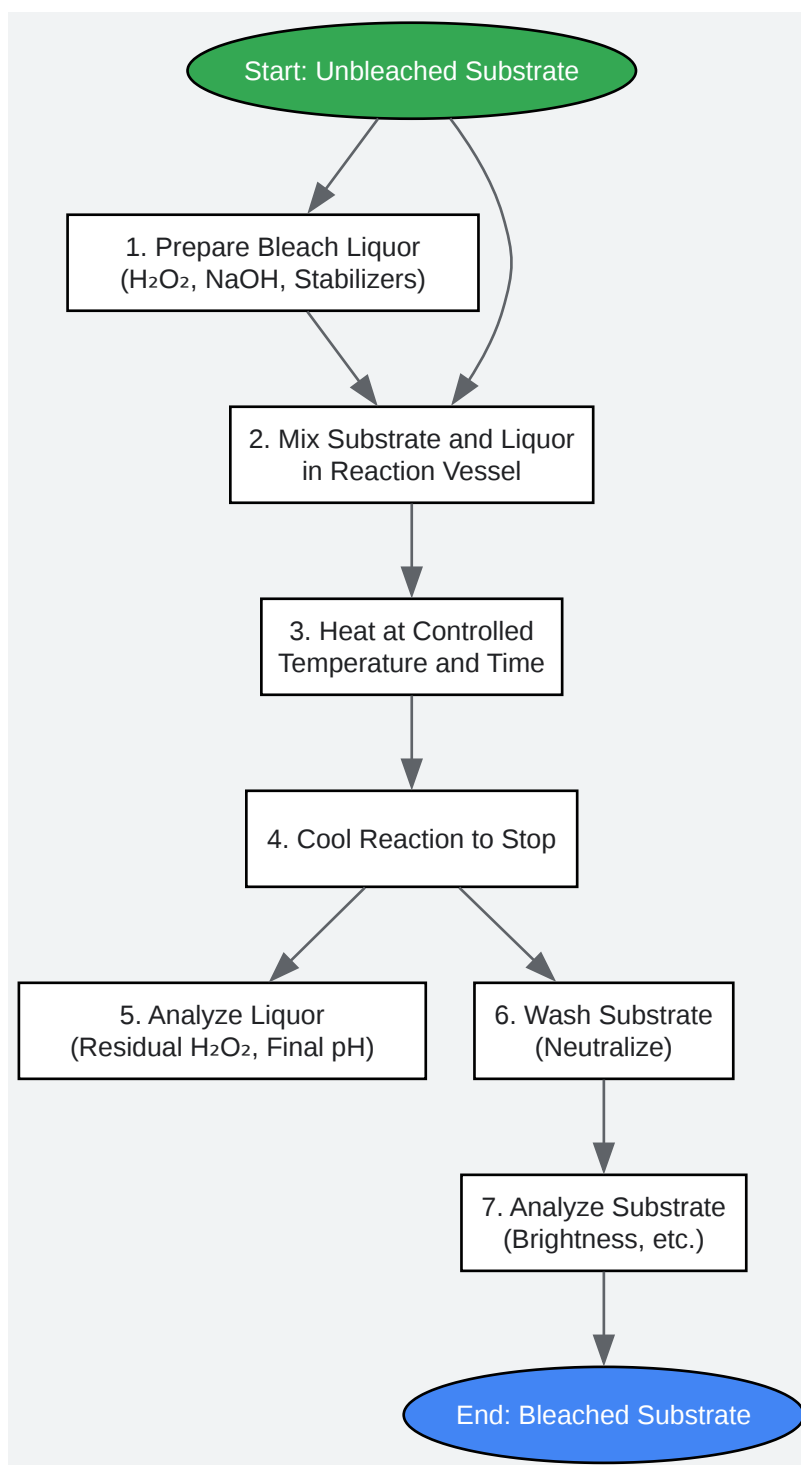 Start: Unbleached Substrate
1. Prepare Bleach Liquor
(H₂O₂, NaOH, Stabilizers)
2. Mix Substrate and Liquor
in Reaction Vessel
3. Heat at Controlled
Temperature and Time
4. Cool Reaction to Stop
5. Analyze Liquor
(Residual H₂O₂, Final pH)
6. Wash Substrate
(Neutralize)
7. Analyze Substrate
(Brightness, etc.)
End: Bleached Substrate